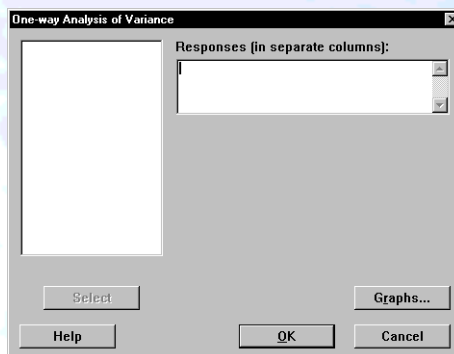 One-way Analysis of Variance
Responses (in separate columns):
Select
Graphs...
Help
OK
Cancel